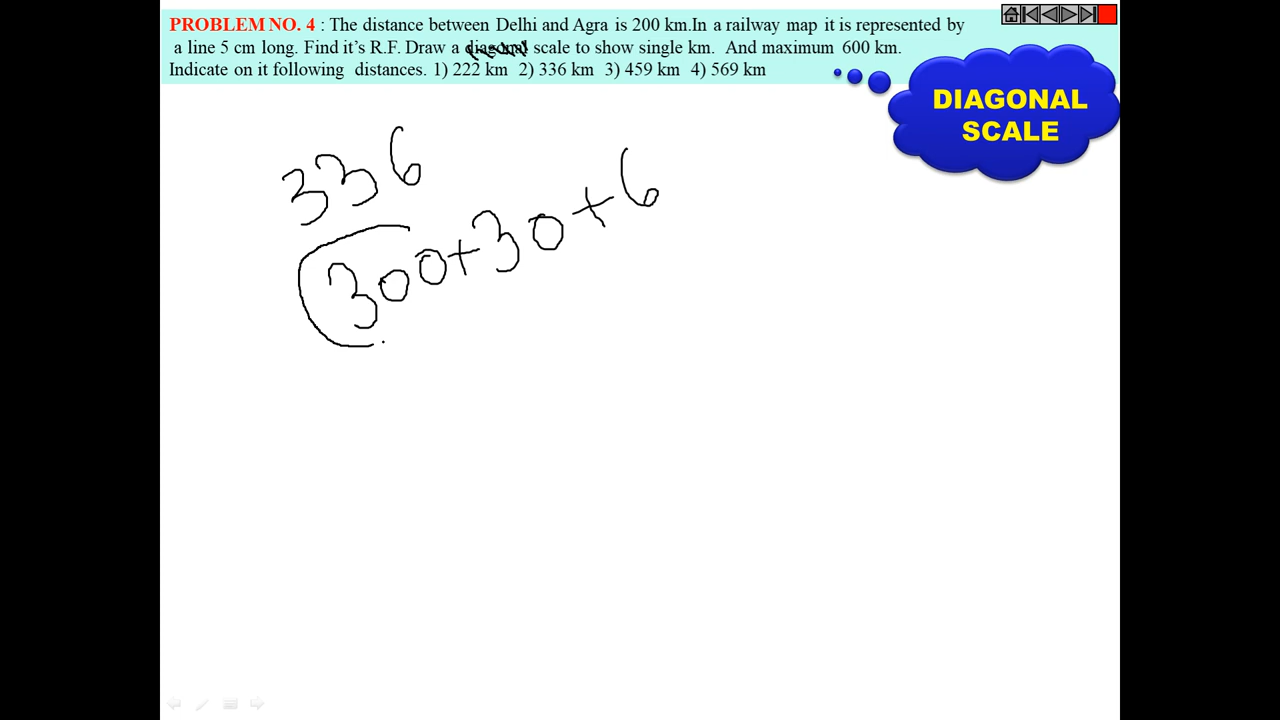 PROBLEM NO. 4 : The distance between Delhi and Agra is 200 km.In a railway map it is represented by
a line 5 cm long. Find it’s R.F. Draw a diagonal scale to show single km. And maximum 600 km.
Indicate on it following distances. 1) 222 km 2) 336 km 3) 459 km 4) 569 km
DIAGONAL
SCALE
336
300+30+6